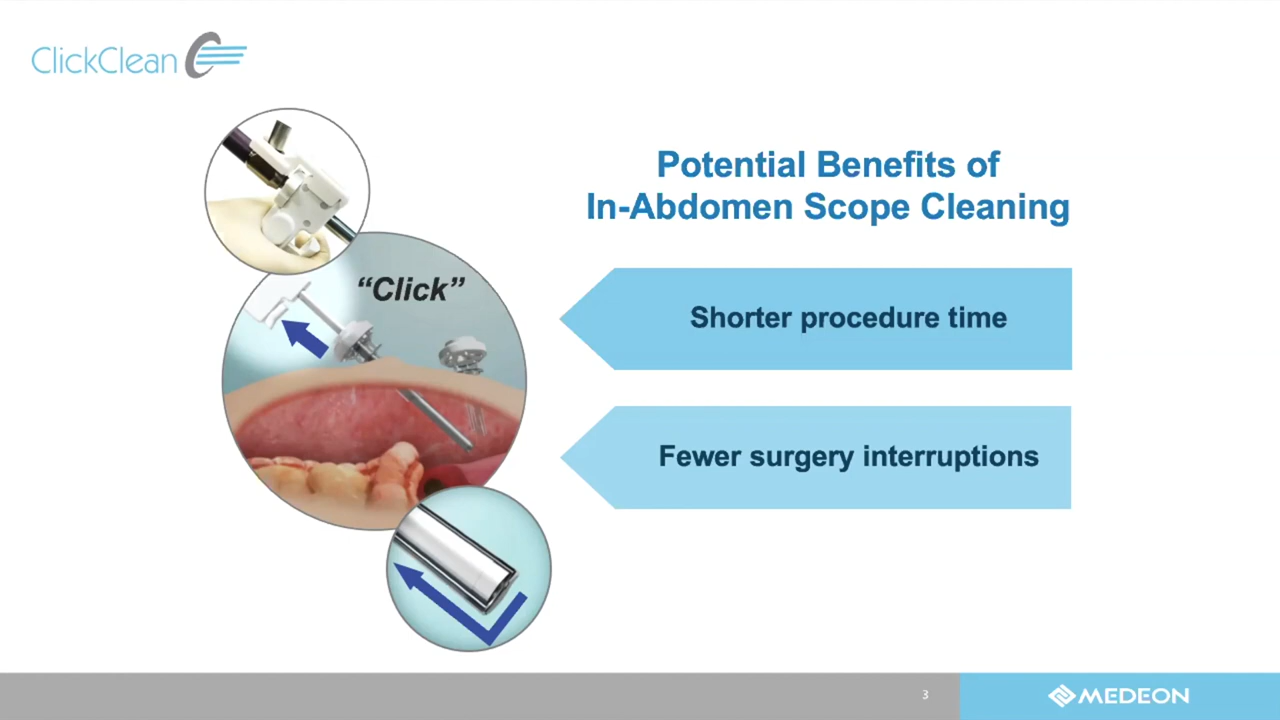 ClickClean
Potential Benefits of
In-Abdomen Scope Cleaning
“Click”
Shorter procedure time
Fewer surgery interruptions
3
MEDEON